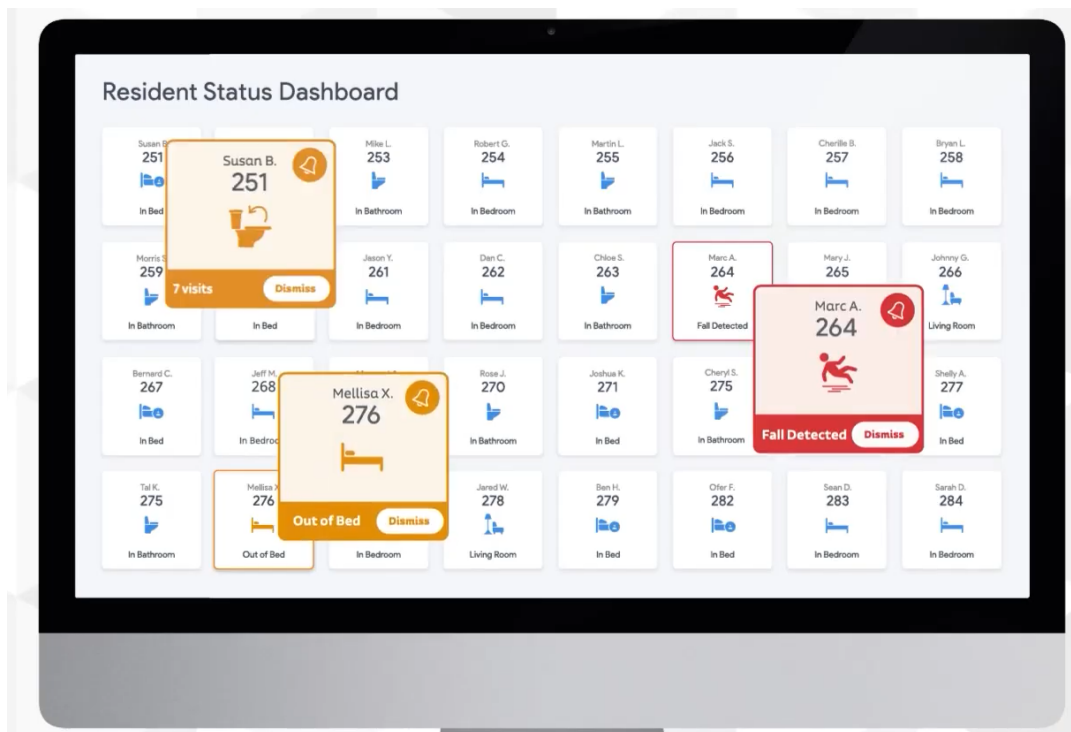 Resident Status Dashboard
Susan B.
251
In Bed
Mike L.
253
In Bathroom
Robert G.
254
In Bedroom
Martin L.
255
In Bathroom
Jack S.
256
In Bedroom
Cherille B.
257
In Bedroom
Bryan L.
258
In Bedroom
Susan B.
251
7 visits
Dismiss
Morris S
259
In Bathroom
In Bed
Jason Y.
261
In Bedroom
Dan C.
262
In Bedroom
Chloe S.
263
In Bathroom
Marc A.
264
Fall Detected
Mary J.
265
Johnny G.
266
Living Room
Marc A.
264
Fall Detected
Dismiss
Bernard C.
267
In Bed
Jeff M.
268
In Bedroo
Rose J.
270
In Bathroom
Joshua K.
271
In Bed
Cheryl S.
275
In Bathroom
Shelly A.
277
In Bed
Mellisa X.
276
Out of Bed
Dismiss
Tal K.
275
In Bathroom
Mellisa X
276
Out of Bed
In Bedroom
Jared W.
278
Living Room
Ben H.
279
In Bed
Ofer F.
282
In Bed
Sean D.
283
In Bedroom
Sarah D.
284
In Bedroom